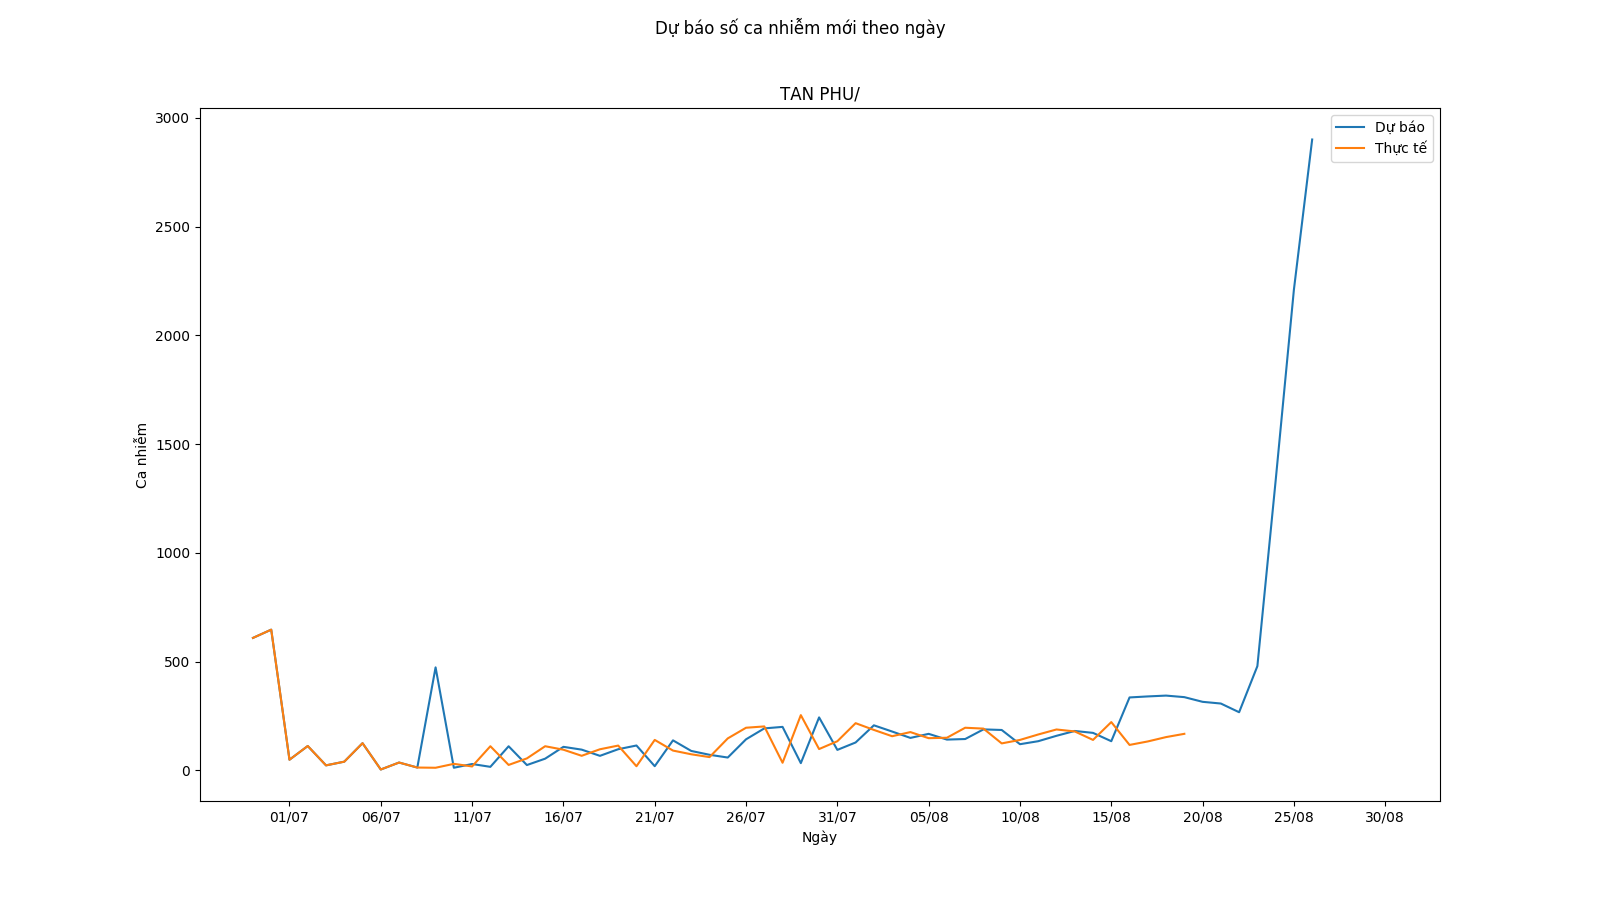 Dự báo số ca nhiễm mới theo ngày
TAN PHU/
Dự báo
Thực tế
Ca nhiễm
3000
2500
2000
1500
1000
500
0
01/07 06/07 11/07 16/07 21/07 26/07 31/07 05/08 10/08 15/08 20/08 25/08 30/08
Ngày